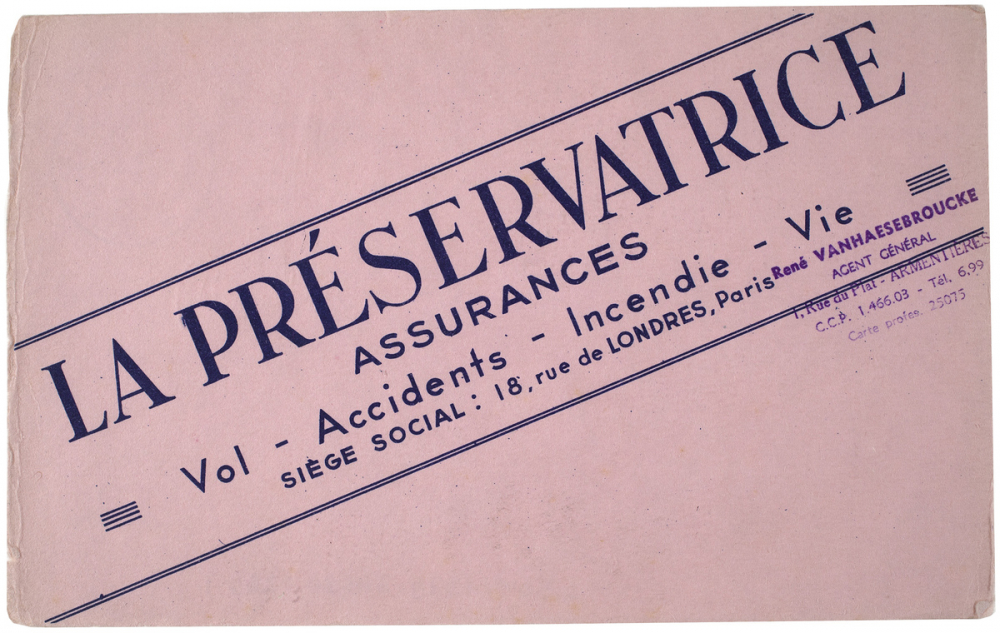 LA PRÉSERVATRICE
ASSURANCES
Vol - Accidents - Incendie - Vie
SIÈGE SOCIAL: 18, rue de LONDRES, Paris
René VANHAESEBROUCKE
AGENT GÉNÉRAL
1, Rue du Plat - ARMENTIÈRES
C.C.P. 1.466.03 - Tél. 6.99
Carte profes. 25075